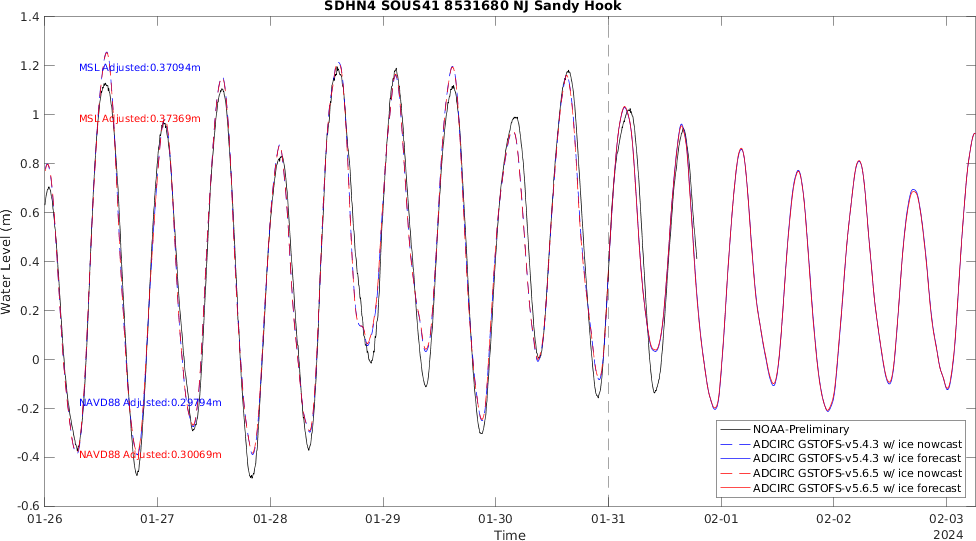 SDHN4 SOUS41 8531680 NJ Sandy Hook
1.4
1.2
1
0.8
0.6
0.4
0.2
0
-0.2
-0.4
-0.6
Water Level (m)
MSL Adjusted:0.37094m
MSL Adjusted:0.37369m
NAVD88 Adjusted:0.29794m
NAVD88 Adjusted:0.30069m
NOAA-Preliminary
ADCIRC GSTOFS-v5.4.3 w/ ice nowcast
ADCIRC GSTOFS-v5.4.3 w/ ice forecast
ADCIRC GSTOFS-v5.6.5 w/ ice nowcast
ADCIRC GSTOFS-v5.6.5 w/ ice forecast
01-26 01-27 01-28 01-29 01-30 01-31 02-01 02-02 02-03
Time 2024